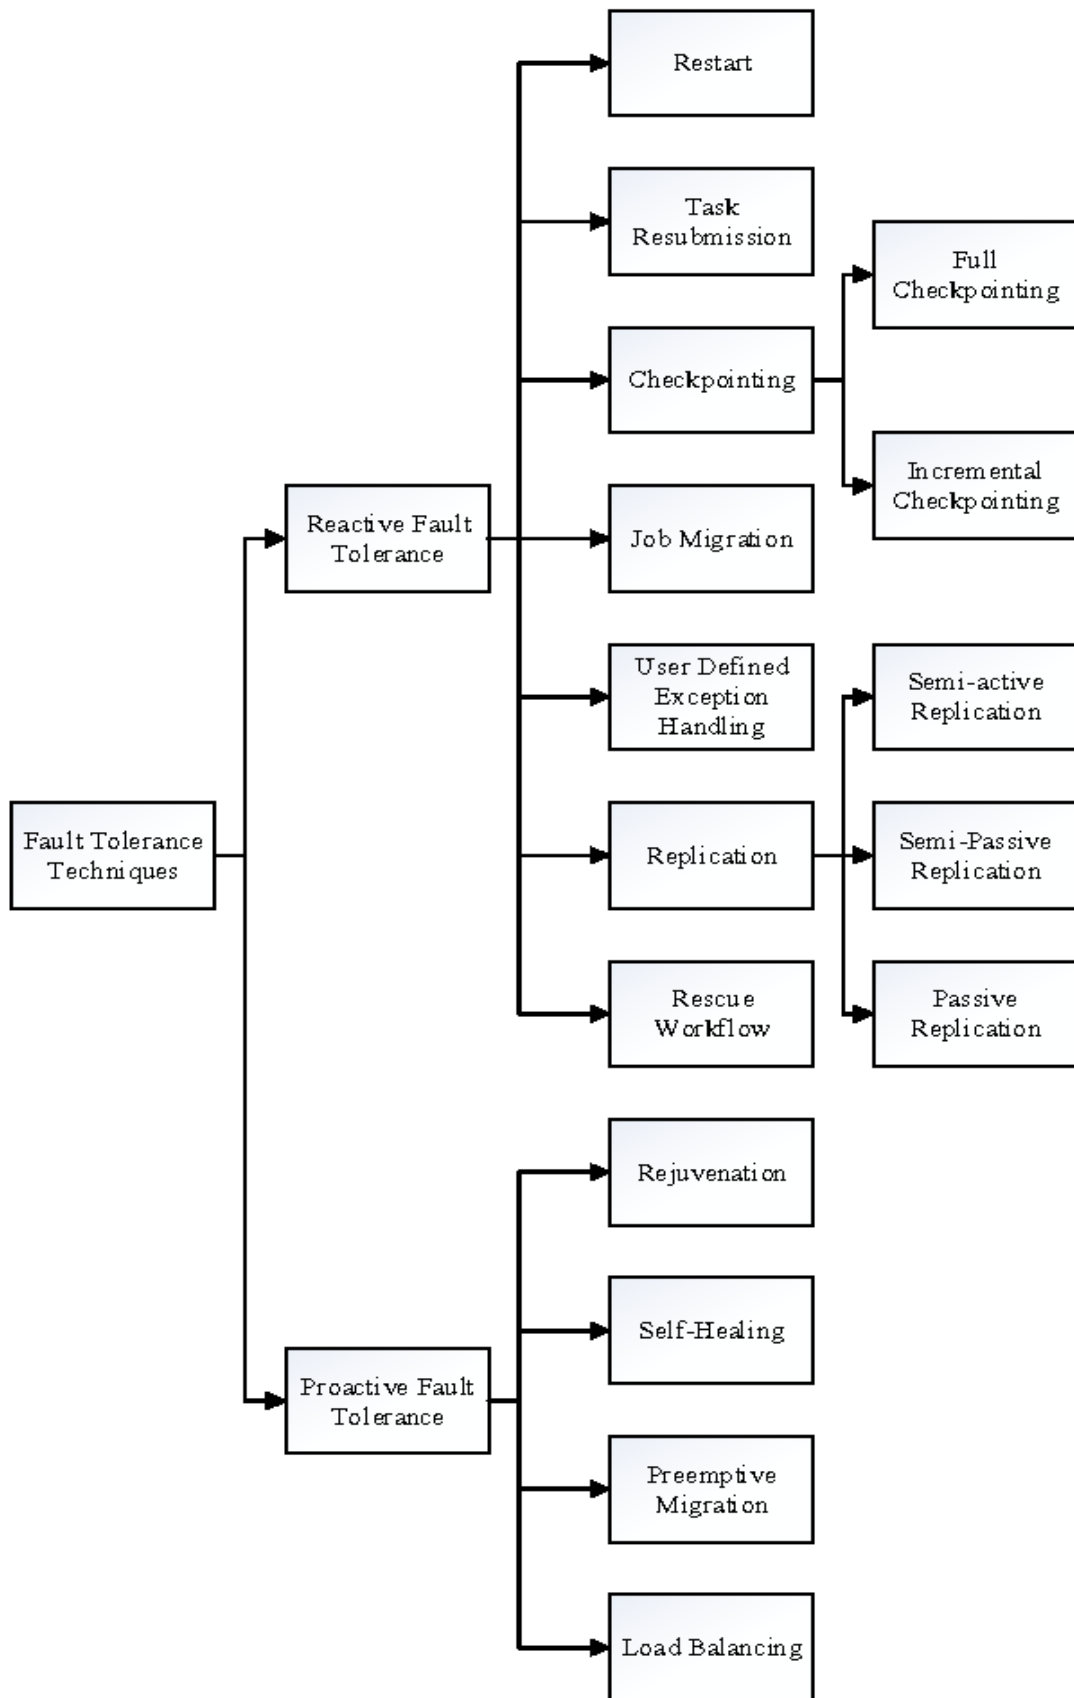 Restart
Task
Resubmission
Full
Checkpointing
Checkpointing
Incremental
Checkpointing
Reactive Fault
Tolerance
Job Migration
User Defined
Exception
Handling
Semi-active
Replication
Fault Tolerance
Techniques
Replication
Semi-Passive
Replication
Rescue
Workflow
Passive
Replication
Rejuvenation
Self-Healing
Proactive Fault
Tolerance
Preemptive
Migration
Load Balancing